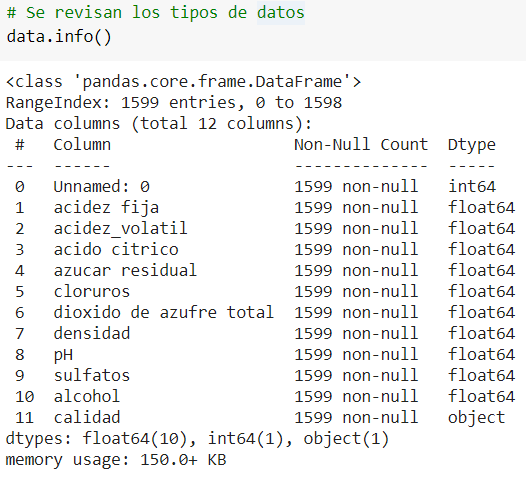 # Se revisan los tipos de datos
data.info()
<class 'pandas.core.frame.DataFrame'>
RangeIndex: 1599 entries, 0 to 1598
Data columns (total 12 columns):
 #   Column                  Non-Null Count  Dtype
---  ------                  --------------  -----
 0   Unnamed: 0              1599 non-null   int64
 1   acidez fija             1599 non-null   float64
 2   acidez_volatil          1599 non-null   float64
 3   acido citrico           1599 non-null   float64
 4   azucar residual         1599 non-null   float64
 5   cloruros                1599 non-null   float64
 6   dioxido de azufre total  1599 non-null   float64
 7   densidad                1599 non-null   float64
 8   pH                      1599 non-null   float64
 9   sulfatos                1599 non-null   float64
 10  alcohol                 1599 non-null   float64
 11  calidad                 1599 non-null   object
dtypes: float64(10), int64(1), object(1)
memory usage: 150.0+ KB